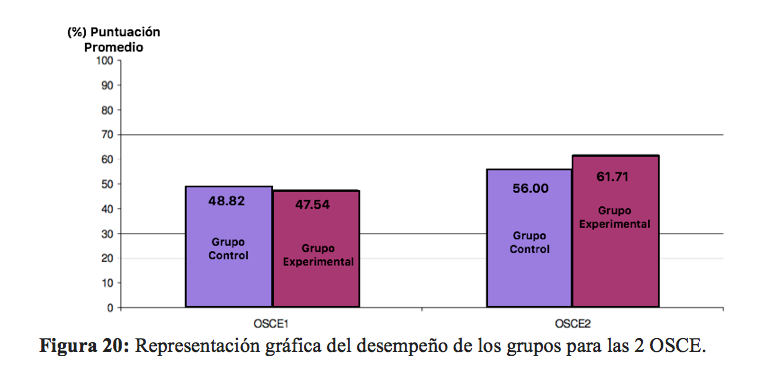 (%) Puntuación
Promedio
100
90
80
70
60
50
40
30
20
10
0
48.82
47.54
56.00
61.71
Grupo
Control
Grupo
Experimental
Grupo
Control
Grupo
Experimental
OSCE1
OSCE2
Figura 20: Representación gráfica del desempeño de los grupos para las 2 OSCE.